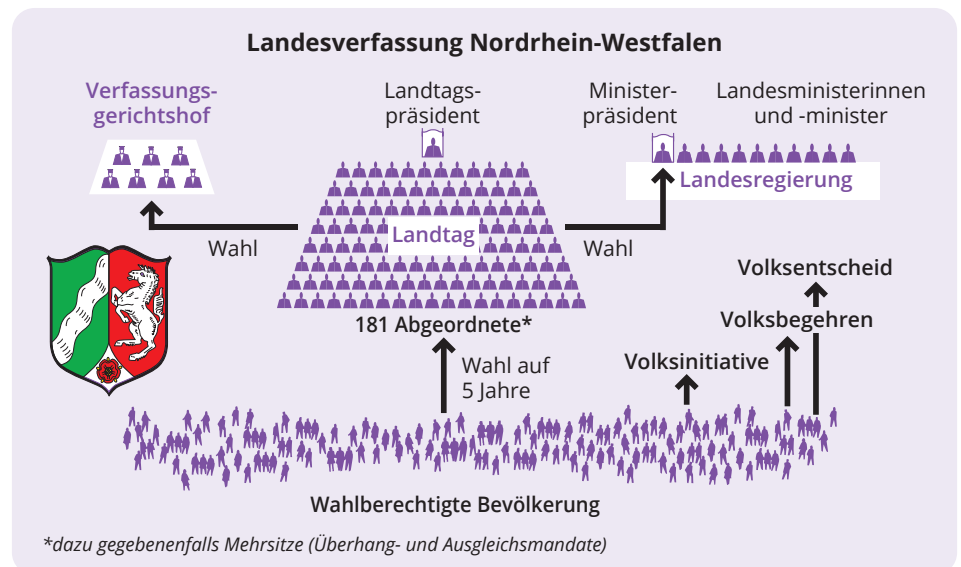 Landesverfassung Nordrhein-Westfalen
Verfassungs-
gerichtshof
Landtags-
präsident
Minister-
präsident
Landesministerinnen
und -minister
Landesregierung
Landtag
Wahl
Wahl
181 Abgeordnete*
Wahl auf
5 Jahre
Volksentscheid
Volksbegehren
Volksinitiative
Wahlberechtigte Bevölkerung
*dazu gegebenenfalls Mehrsitze (Überhang- und Ausgleichsmandate)